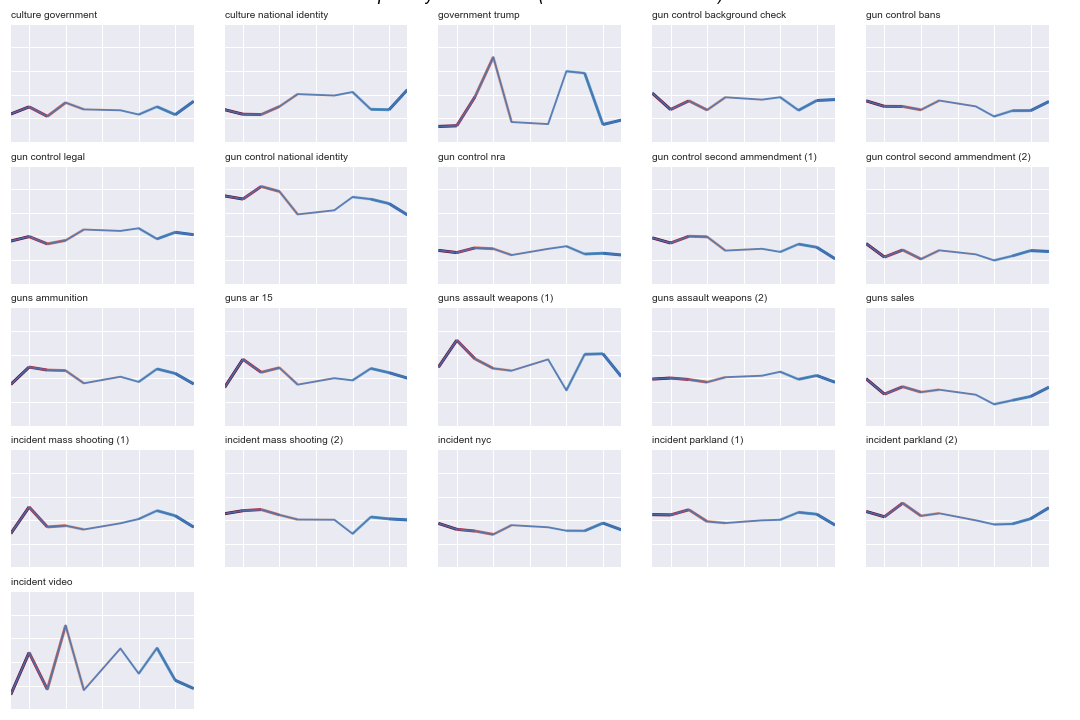 culture government
culture national identity
government trump
gun control background check
gun control bans
gun control legal
gun control national identity
gun control nra
gun control second ammendment (1)
gun control second ammendment (2)
guns ammunition
guns ar 15
guns assault weapons (1)
guns assault weapons (2)
guns sales
incident mass shooting (1)
incident mass shooting (2)
incident nyc
incident parkland (1)
incident parkland (2)
incident video